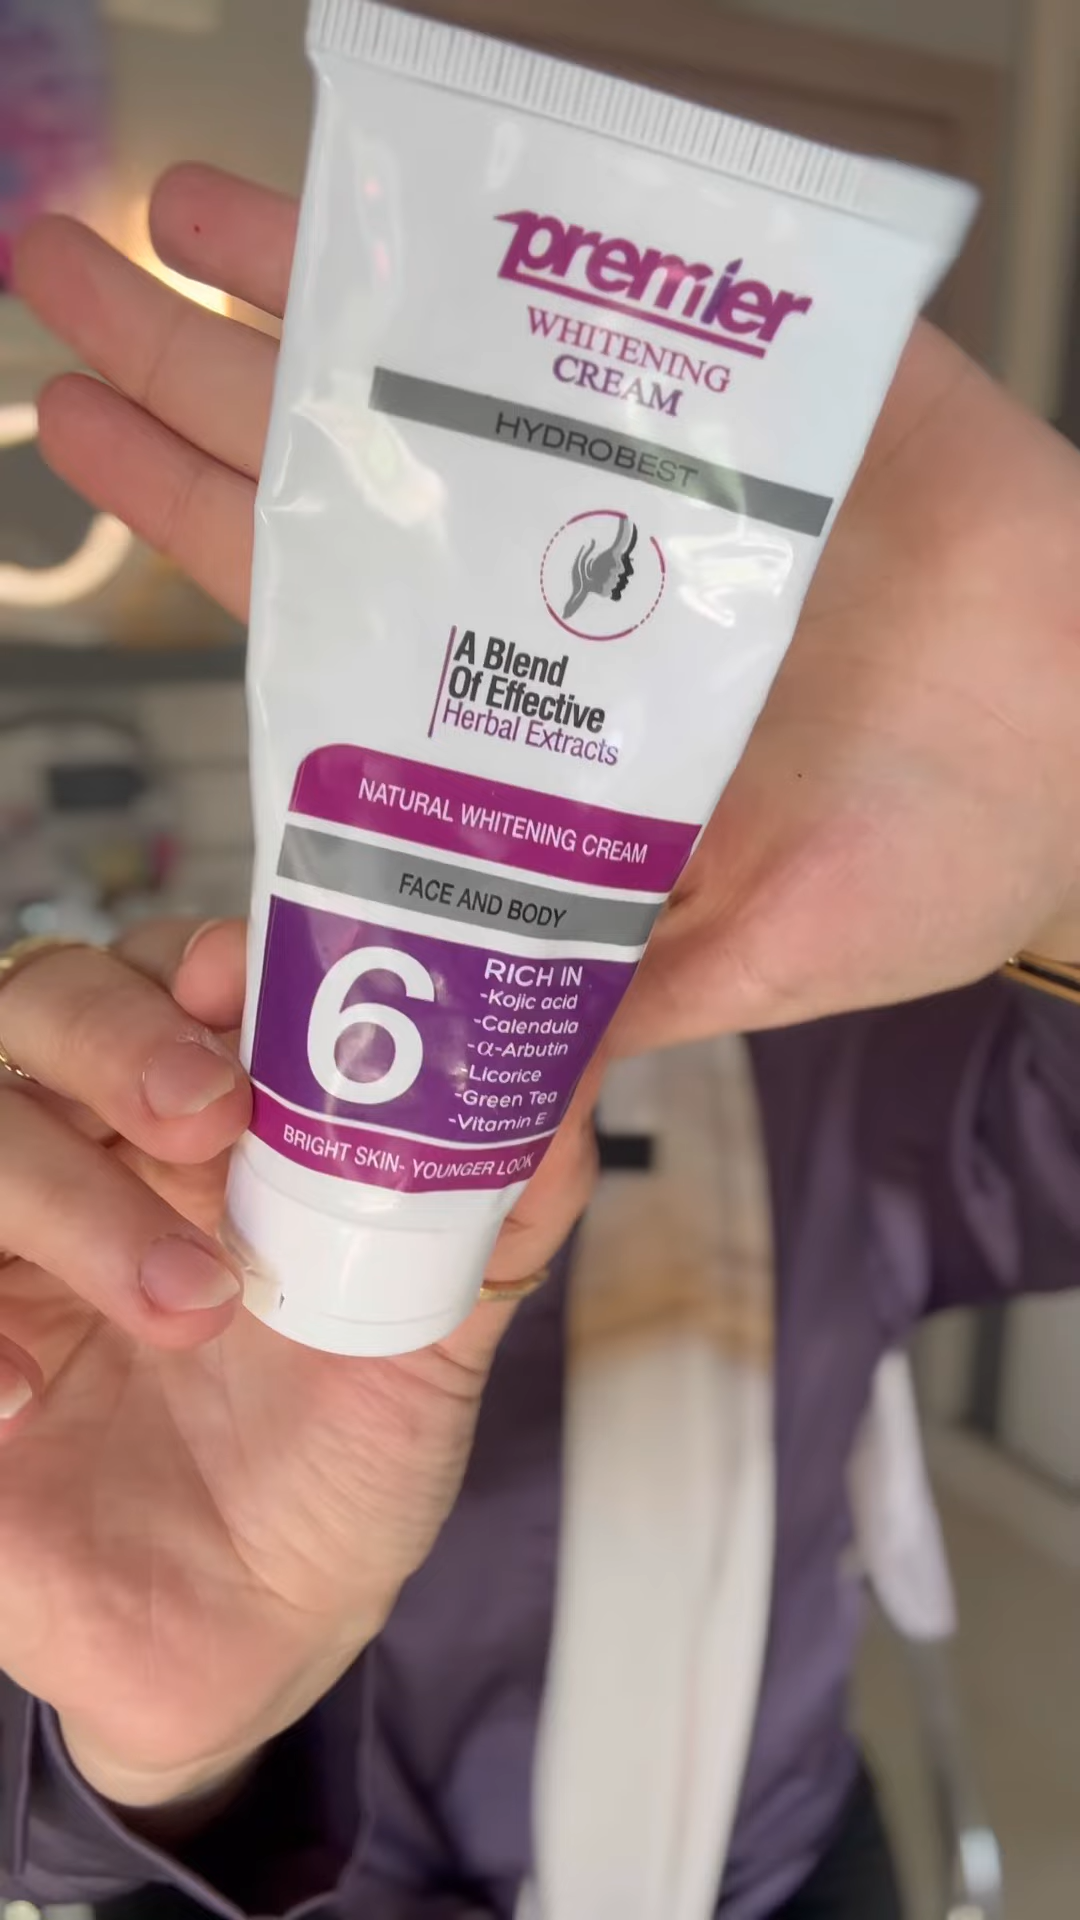 premier
WHITENING
CREAM
HYDROBEST
A Blend
Of Effective
Herbal Extracts
NATURAL WHITENING CREAM
FACE AND BODY
6
RICH IN
-Kojic acid
-Calendula
-α-Arbutin
-Licorice
-Green Tea
-Vitamin E
BRIGHT SKIN- YOUNGER LOOK